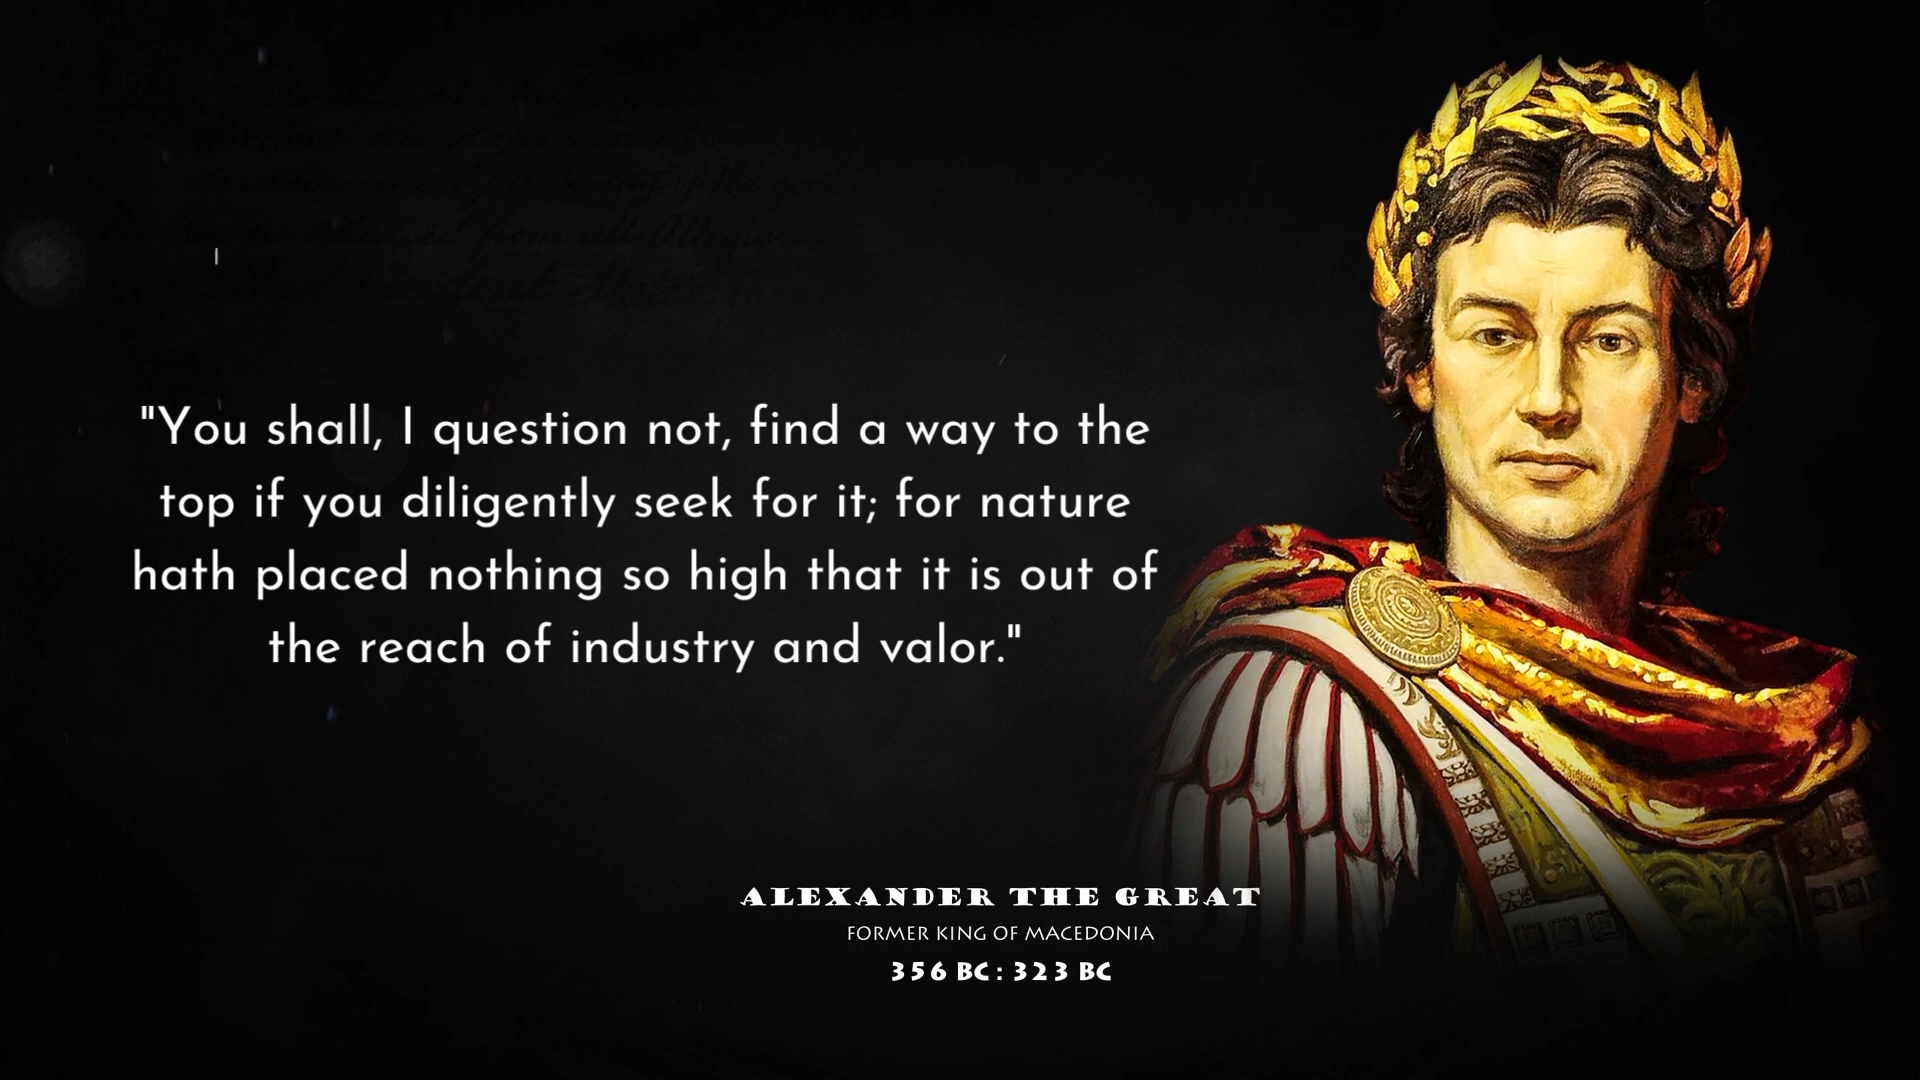 "You shall, I question not, find a way to the
top if you diligently seek for it; for nature
hath placed nothing so high that it is out of
the reach of industry and valor."
ALEXANDER THE GREAT
FORMER KING OF MACEDONIA
356 BC : 323 BC